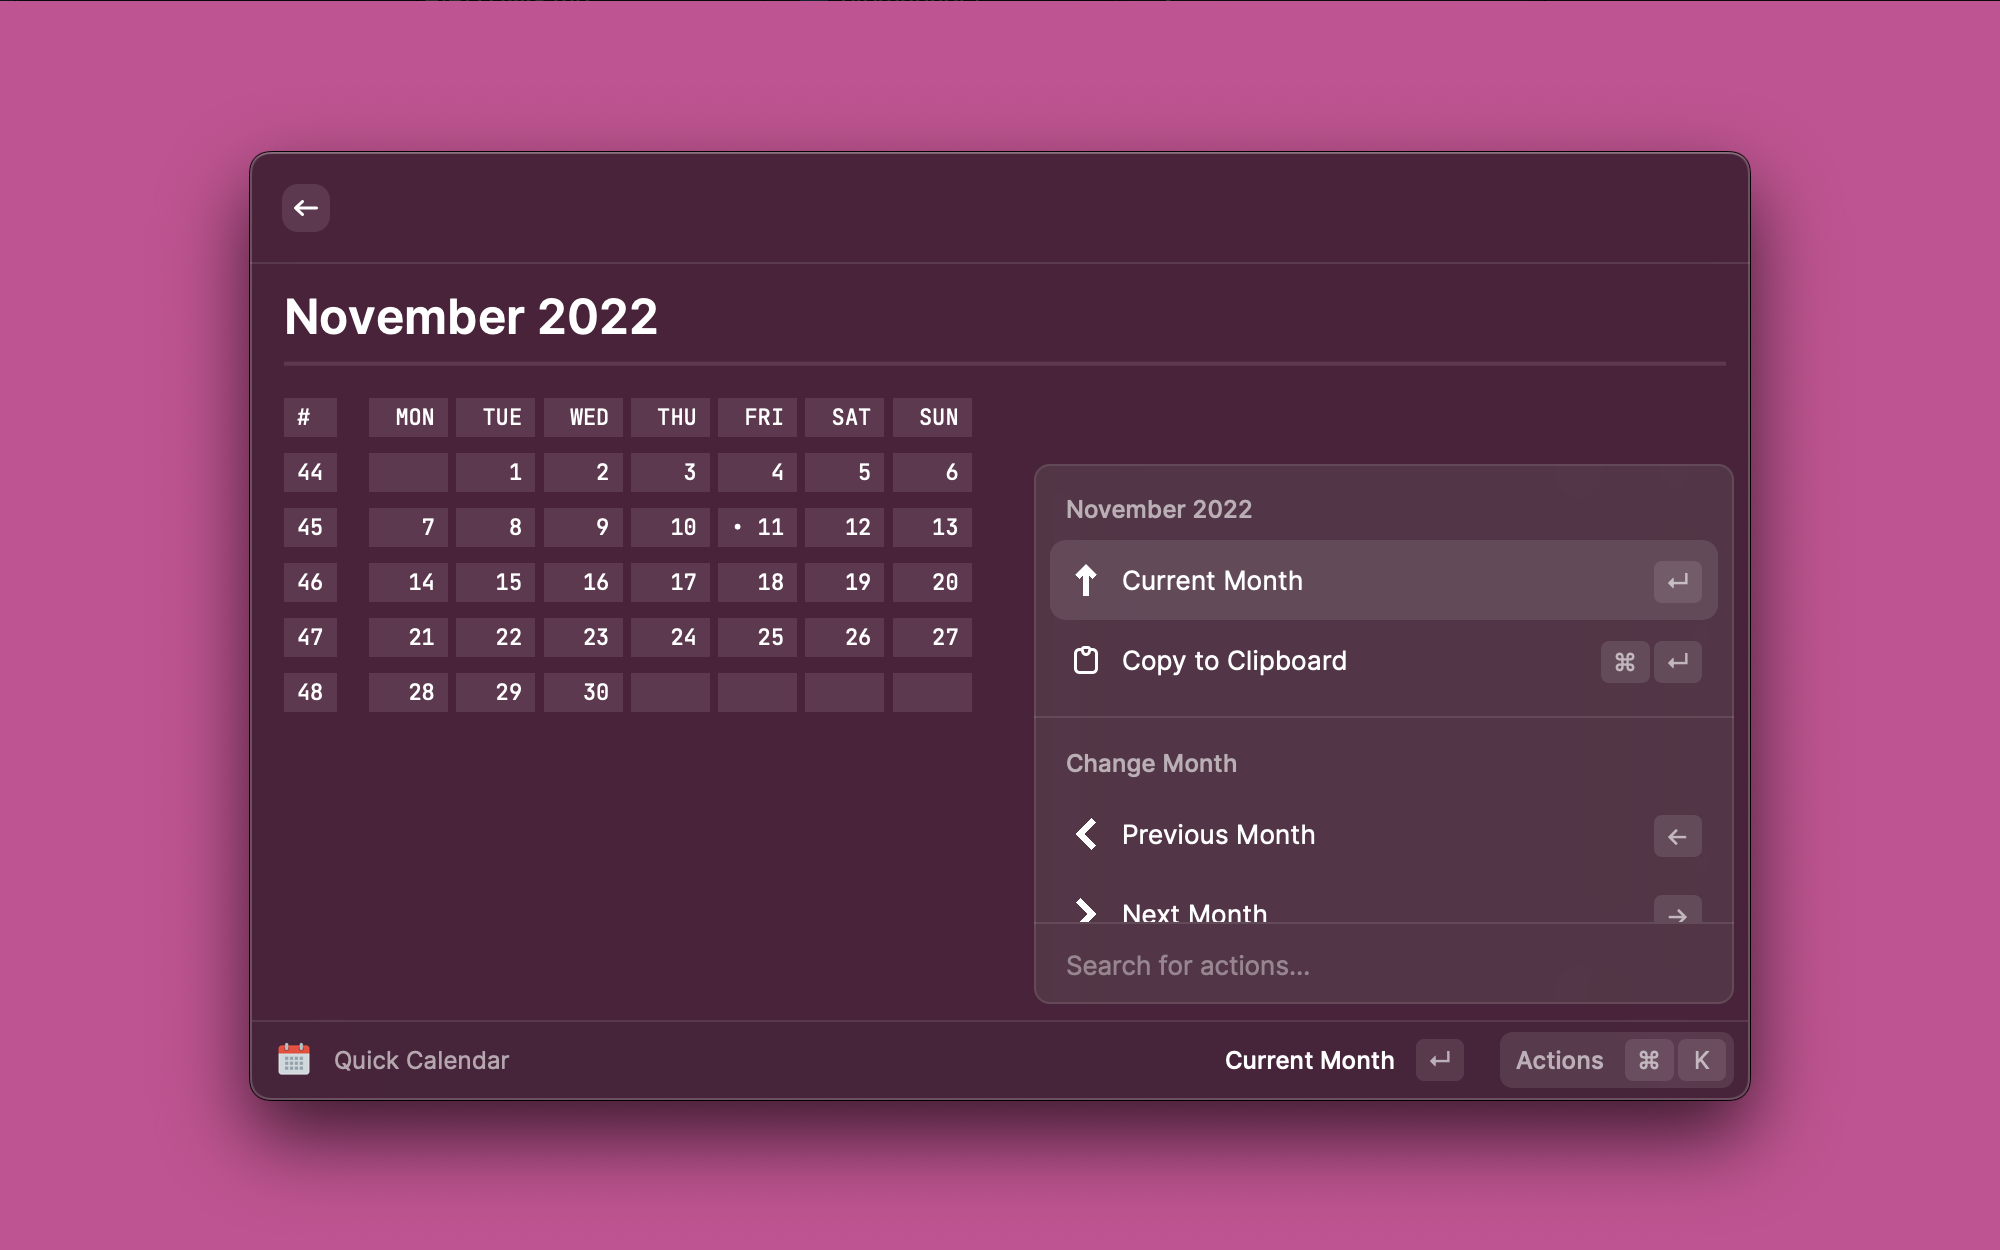 November 2022
# MON TUE WED THU FRI SAT SUN
44 1 2 3 4 5 6
45 7 8 9 10 • 11 12 13
46 14 15 16 17 18 19 20
47 21 22 23 24 25 26 27
48 28 29 30
November 2022
Current Month ↵
Copy to Clipboard ⌘ ↵
Change Month
Previous Month ←
Next Month →
Search for actions...
Quick Calendar
Current Month ↵
Actions ⌘ K